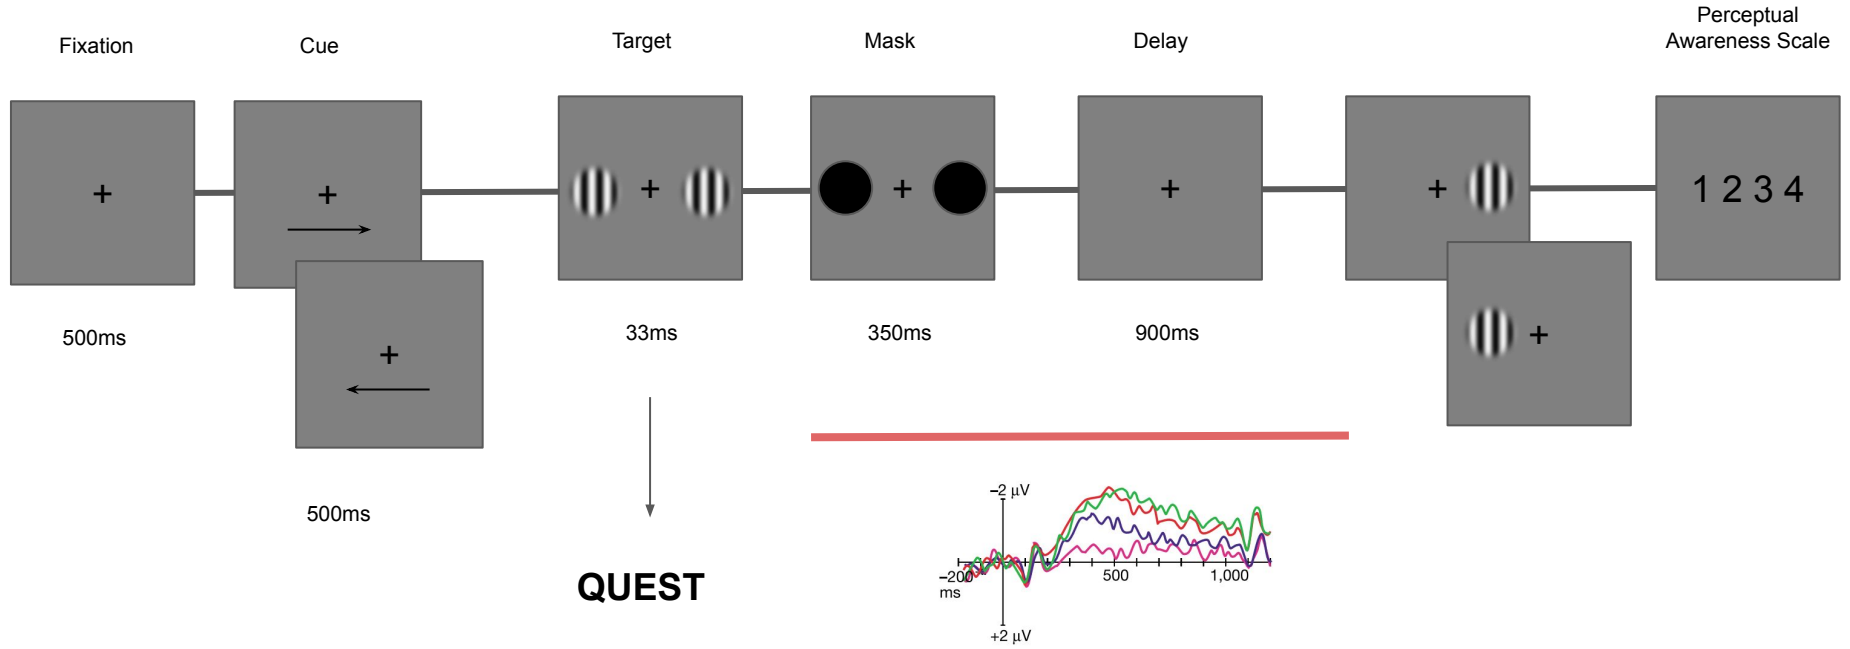 Fixation
Cue
Target
Mask
Delay
Perceptual
Awareness Scale
+
+
+
+
+
+
+
+
1 2 3 4
500ms
500ms
33ms
350ms
900ms
QUEST
–2 µV
–200
ms
500
1,000
+2 µV